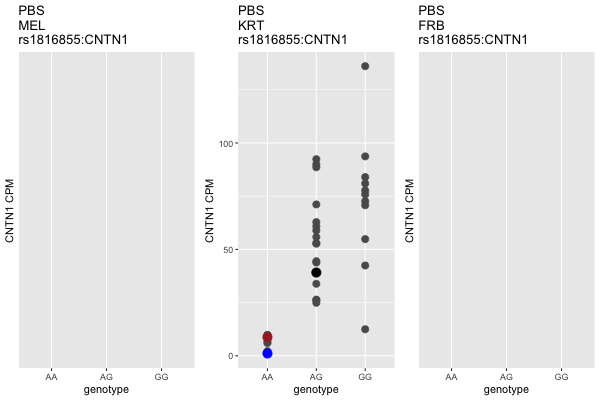 PBS
MEL
rs1816855:CNTN1
CNTN1 CPM
AA AG GG
genotype
PBS
KRT
rs1816855:CNTN1
CNTN1 CPM
100
50
0
AA AG GG
genotype
PBS
FRB
rs1816855:CNTN1
CNTN1 CPM
AA AG GG
genotype